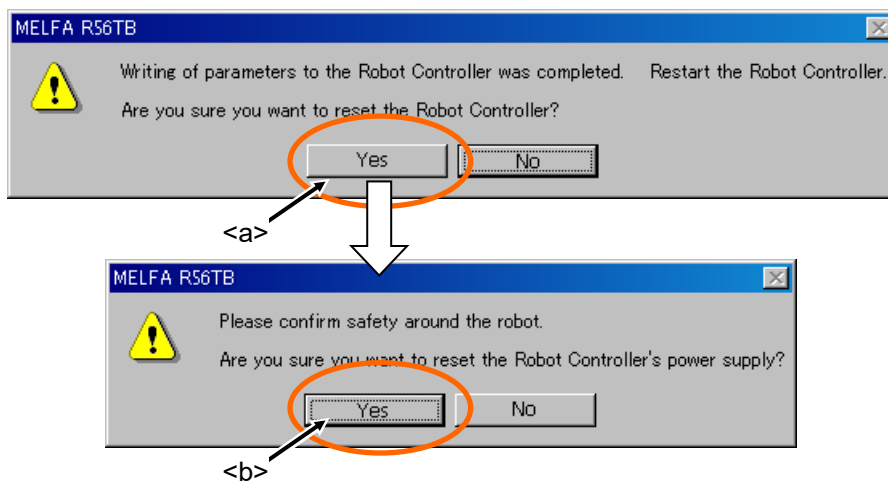 MELFA R56TB
Writing of parameters to the Robot Controller was completed. Restart the Robot Controller.
Are you sure you want to reset the Robot Controller?
Yes No
<a>
MELFA R56TB
Please confirm safety around the robot.
Are you sure you want to reset the Robot Controller's power supply?
Yes No
<b>